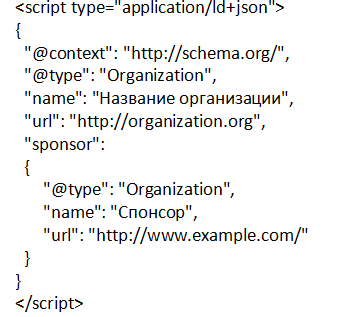 <script type="application/ld+json">
{
"@context": "http://schema.org/",
"@type": "Organization",
"name": "Название организации",
"url": "http://organization.org",
"sponsor":
{
"@type": "Organization",
"name": "Спонсор",
"url": "http://www.example.com/"
}
}
</script>